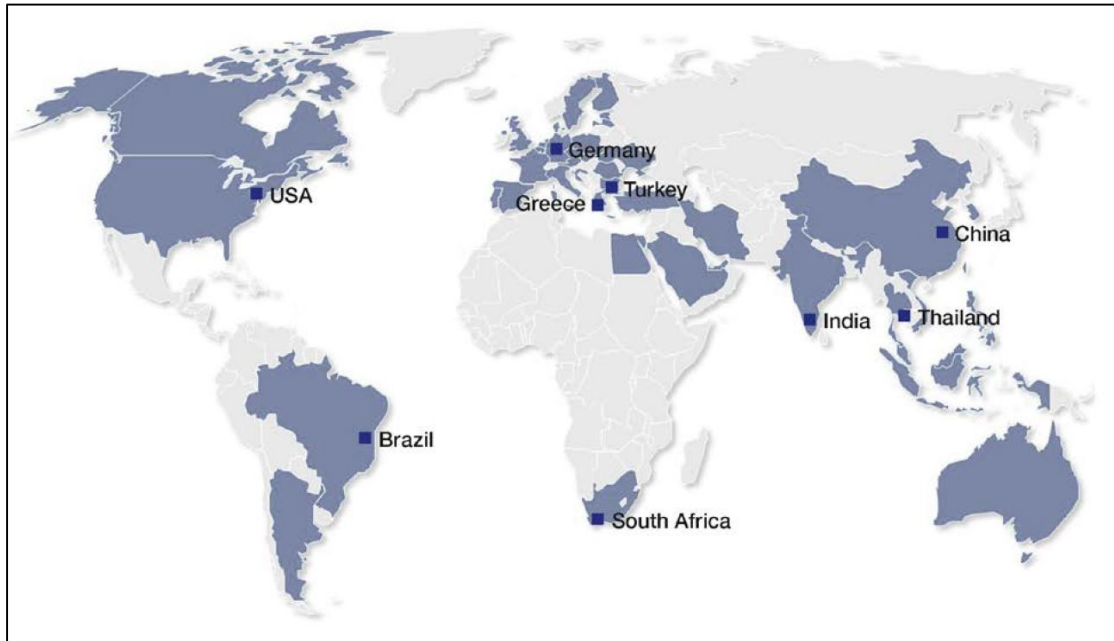 Germany
USA
Turkey
Greece
China
India
Thailand
Brazil
South Africa